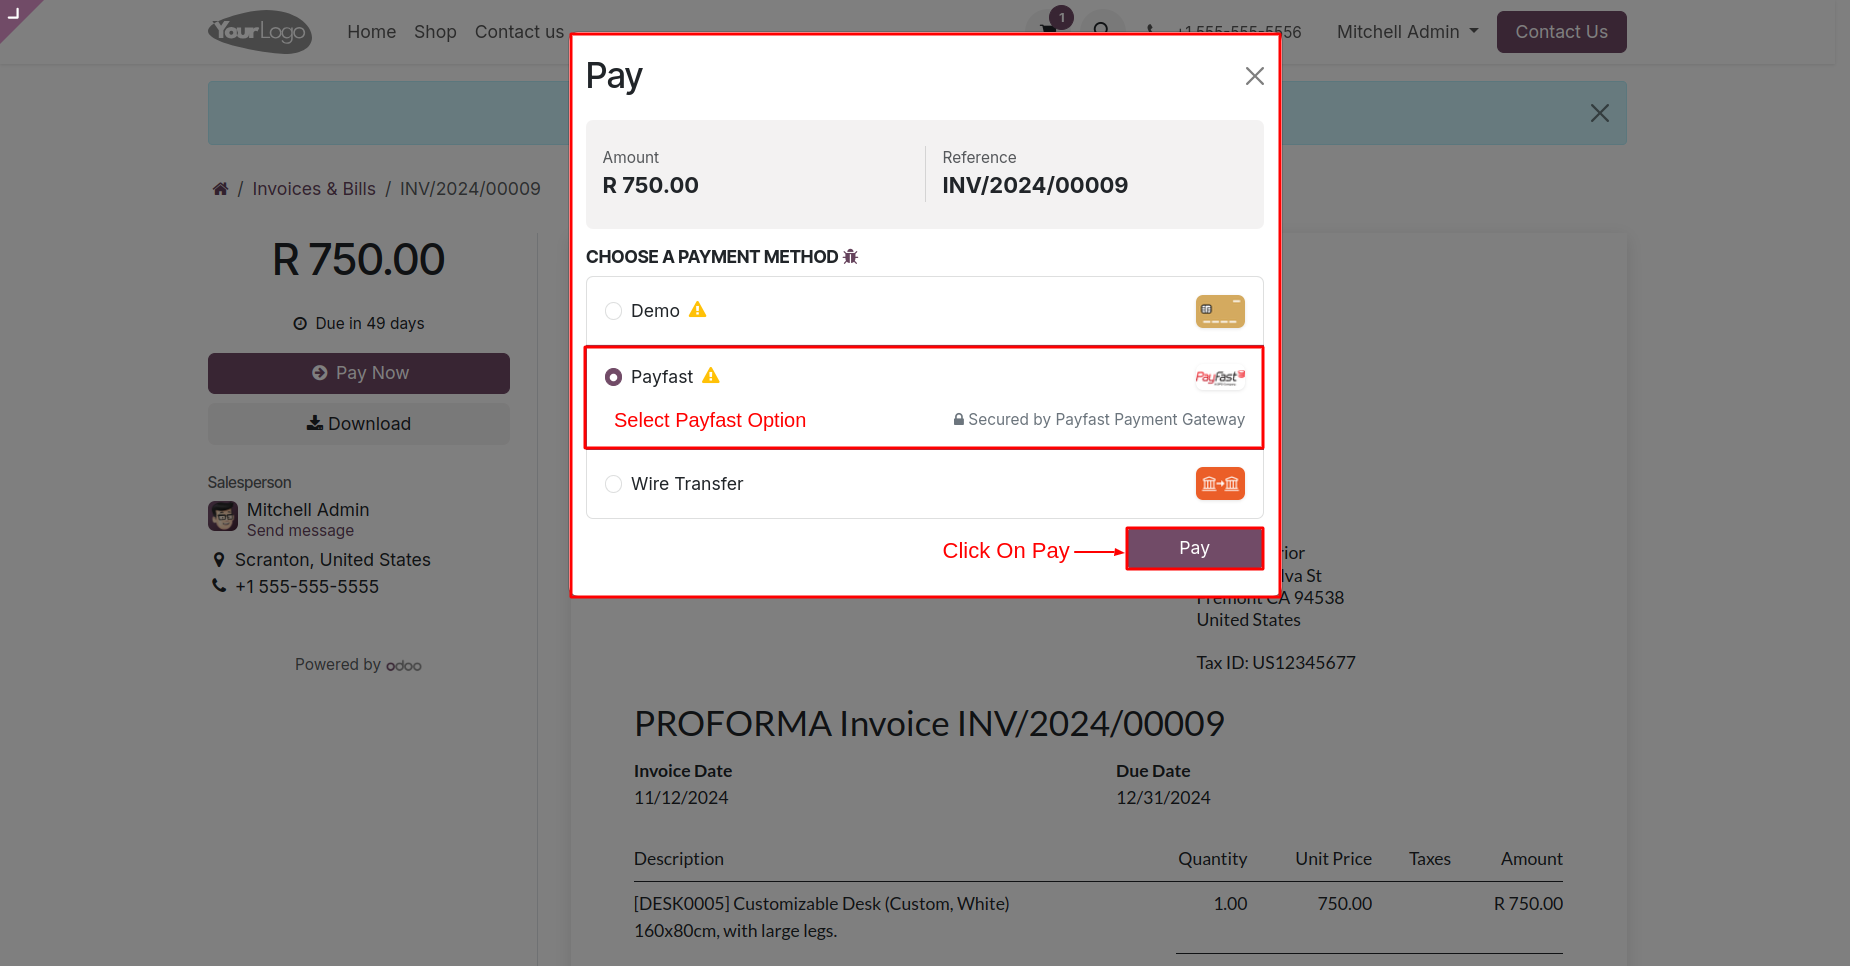 YourLogo
Home Shop Contact us
1
+1 555-555-5556
Mitchell Admin
Contact Us
/ Invoices & Bills / INV/2024/00009
R 750.00
Due in 49 days
Pay Now
Download
Salesperson
Mitchell Admin
Send message
Scranton, United States
+1 555-555-5555
Powered by odoo
Pay
Amount
R 750.00
Reference
INV/2024/00009
CHOOSE A PAYMENT METHOD
Demo
Payfast
PayFast
Select Payfast Option
Secured by Payfast Payment Gateway
Wire Transfer
Click On Pay
Pay
rior
lva St
Fremont CA 94538
United States
Tax ID: US12345677
PROFORMA Invoice INV/2024/00009
Invoice Date
11/12/2024
Due Date
12/31/2024
Description Quantity Unit Price Taxes Amount
[DESK0005] Customizable Desk (Custom, White) 1.00 750.00 R 750.00
160x80cm, with large legs.